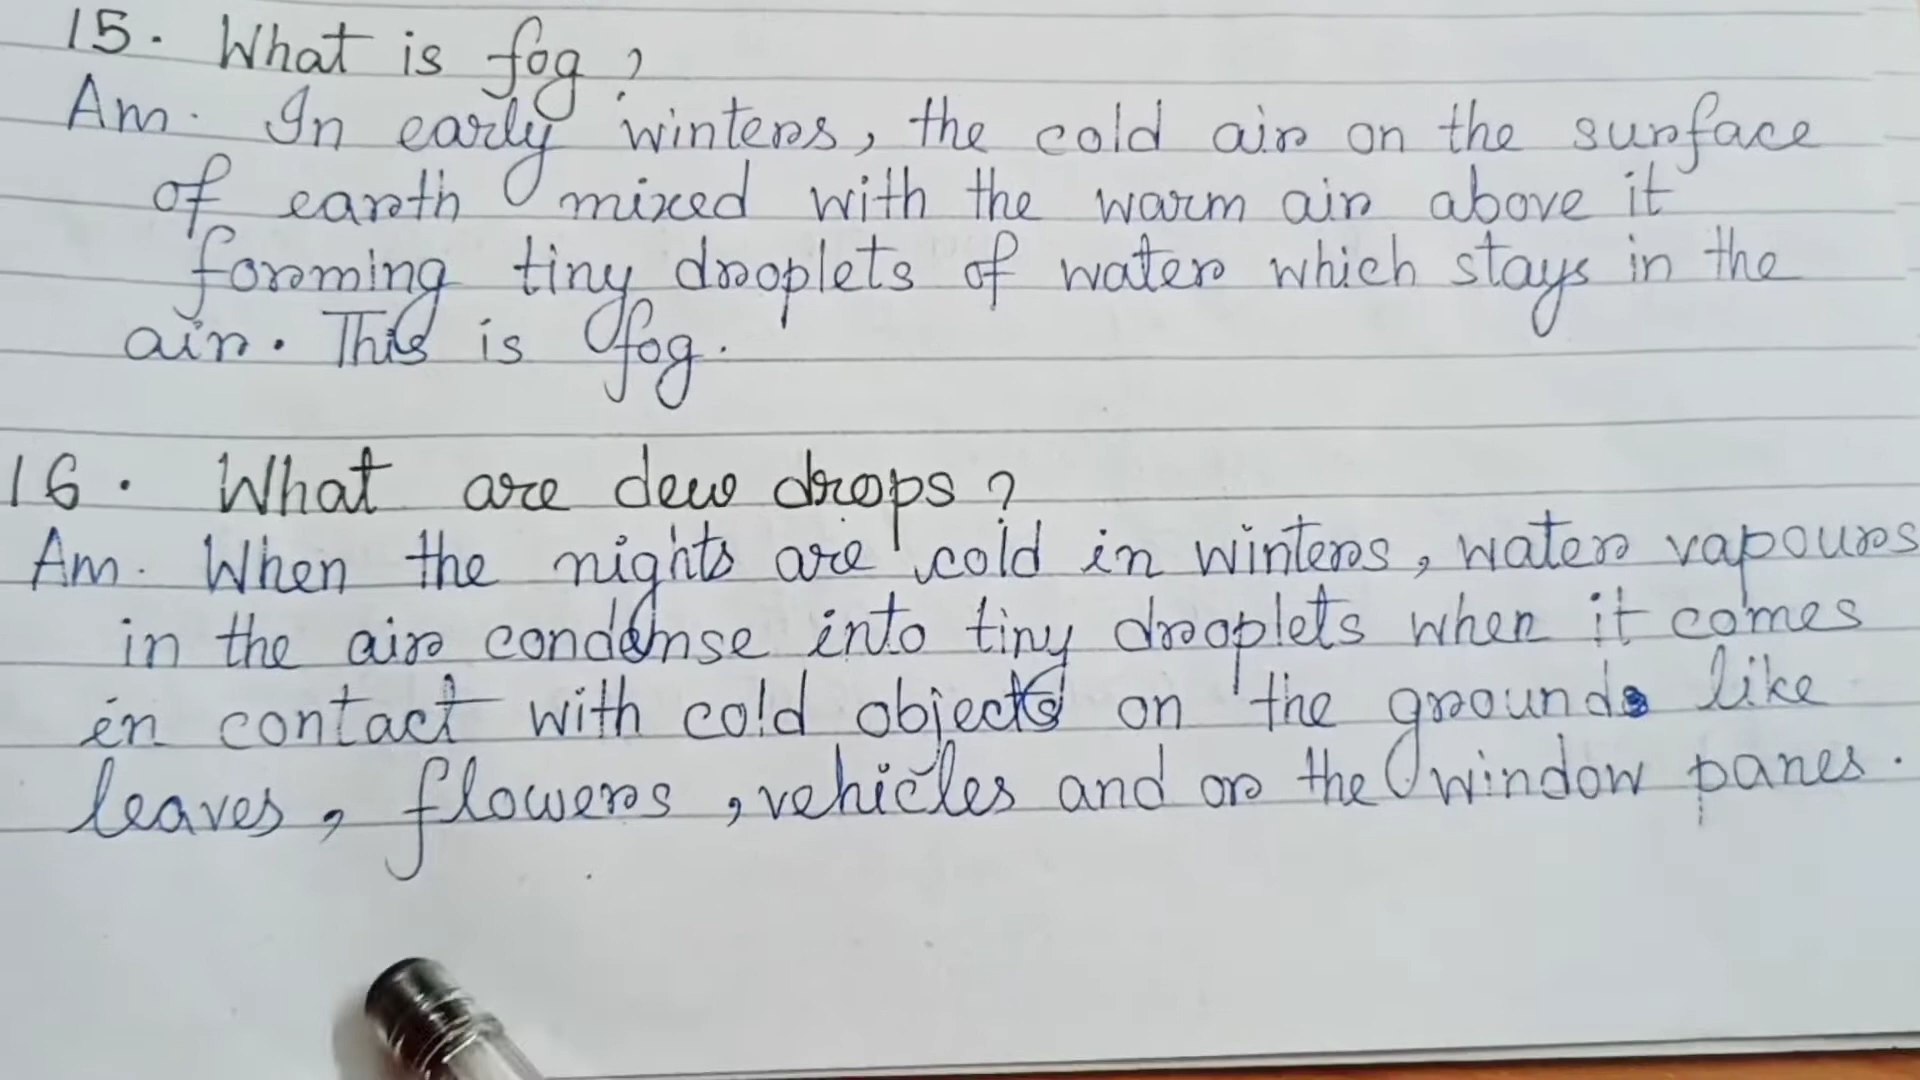 15. What is fog?
Ans. In early winters, the cold air on the surface
of earth mixed with the warm air above it
forming tiny droplets of water which stays in the
air. This is fog.
16. What are dew drops?
Ans. When the nights are cold in winters, water vapours
in the air condense into tiny droplets when it comes
in contact with cold objects on the ground like
leaves, flowers, vehicles and on the window panes.